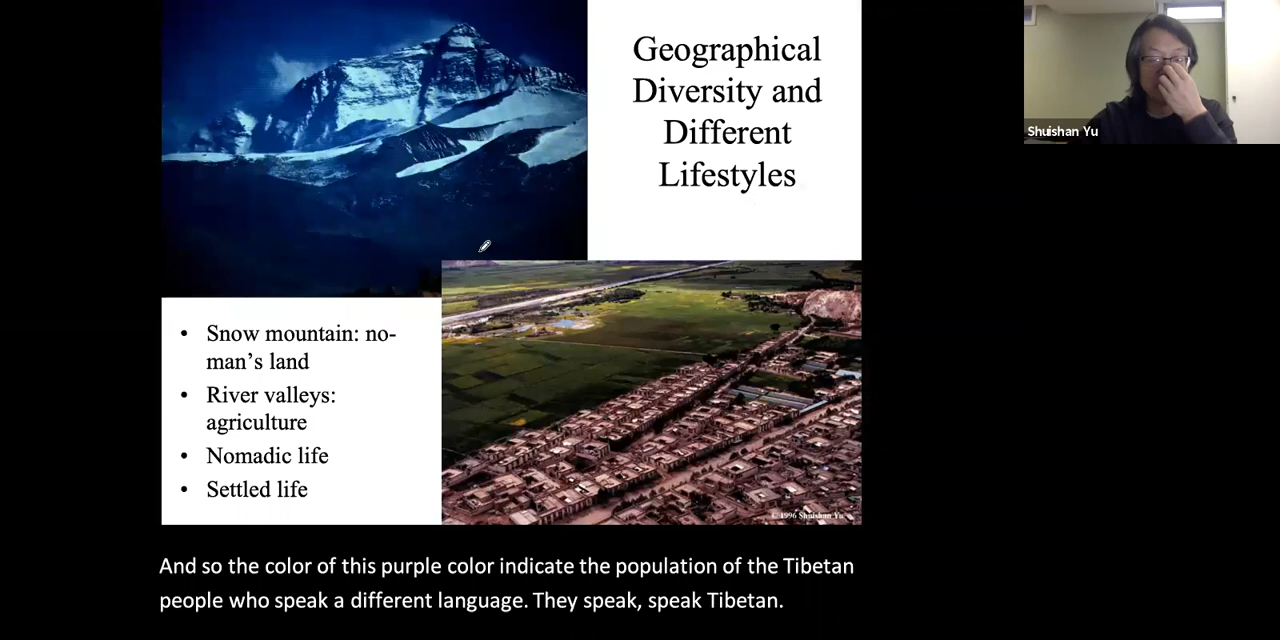 Geographical
Diversity and
Different
Lifestyles
Shuishan Yu
• Snow mountain: no-
man's land
• River valleys:
agriculture
• Nomadic life
• Settled life
© 1996 Shuishan Yu
And so the color of this purple color indicate the population of the Tibetan
people who speak a different language. They speak, speak Tibetan.